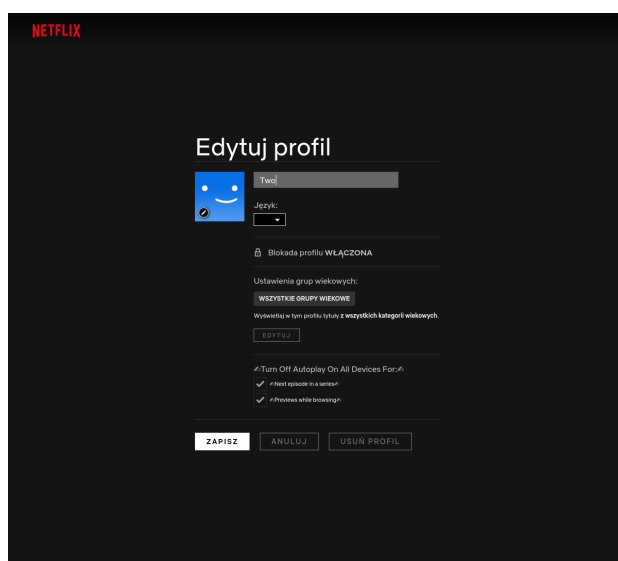 NETFLIX
Edytuj profil
Two
Język:
Blokada profilu WŁĄCZONA
Ustawienia grup wiekowych:
WSZYSTKIE GRUPY WIEKOWE
Wyświetlaj w tym profilu tytuły z wszystkich kategorii wiekowych.
EDYTUJ
✍Turn Off Autoplay On All Devices For:✍
✍Next episode in a series✍
✍Previews while browsing✍
ZAPISZ ANULUJ USUŃ PROFIL